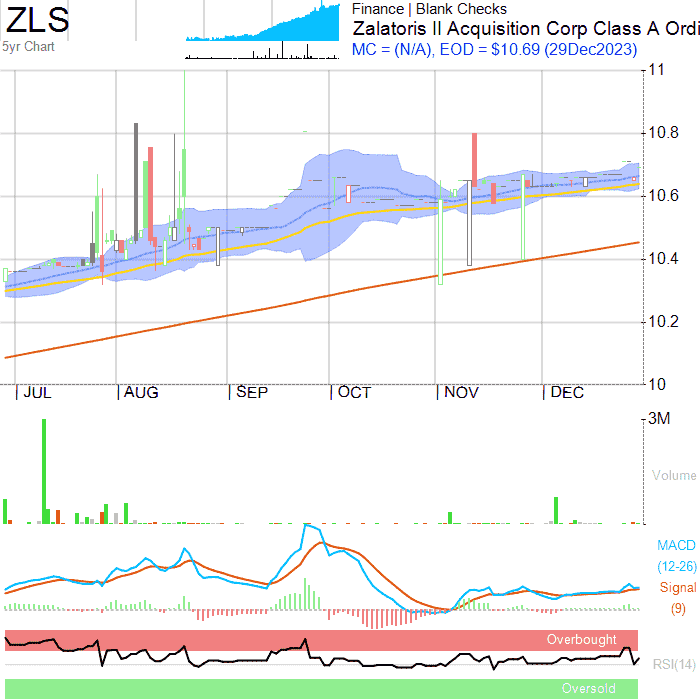 ZLS
5yr Chart
Finance | Blank Checks
Zalatoris II Acquisition Corp Class A Ordi
MC = (N/A), EOD = $10.69 (29Dec2023)
11
10.8
10.6
10.4
10.2
10
JUL AUG SEP OCT NOV DEC
3M
Volume
MACD
(12-26)
Signal
(9)
Overbought
RSI(14)
Oversold